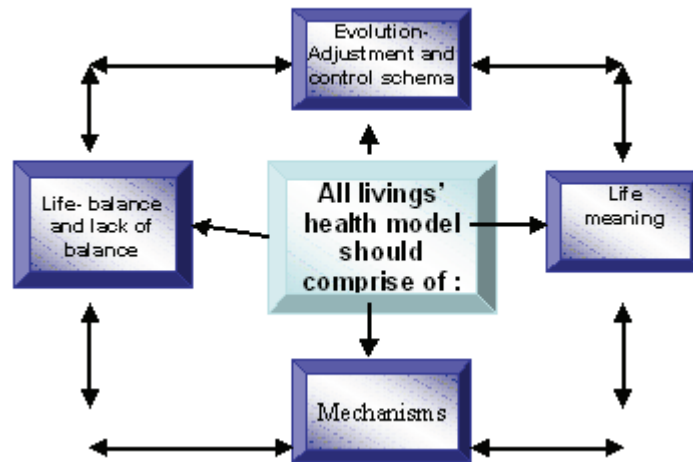 Evolution-
Adjustment and
control schema
Life- balance
and lack of
balance
All livings’
health model
should
comprise of :
Life
meaning
Mechanisms